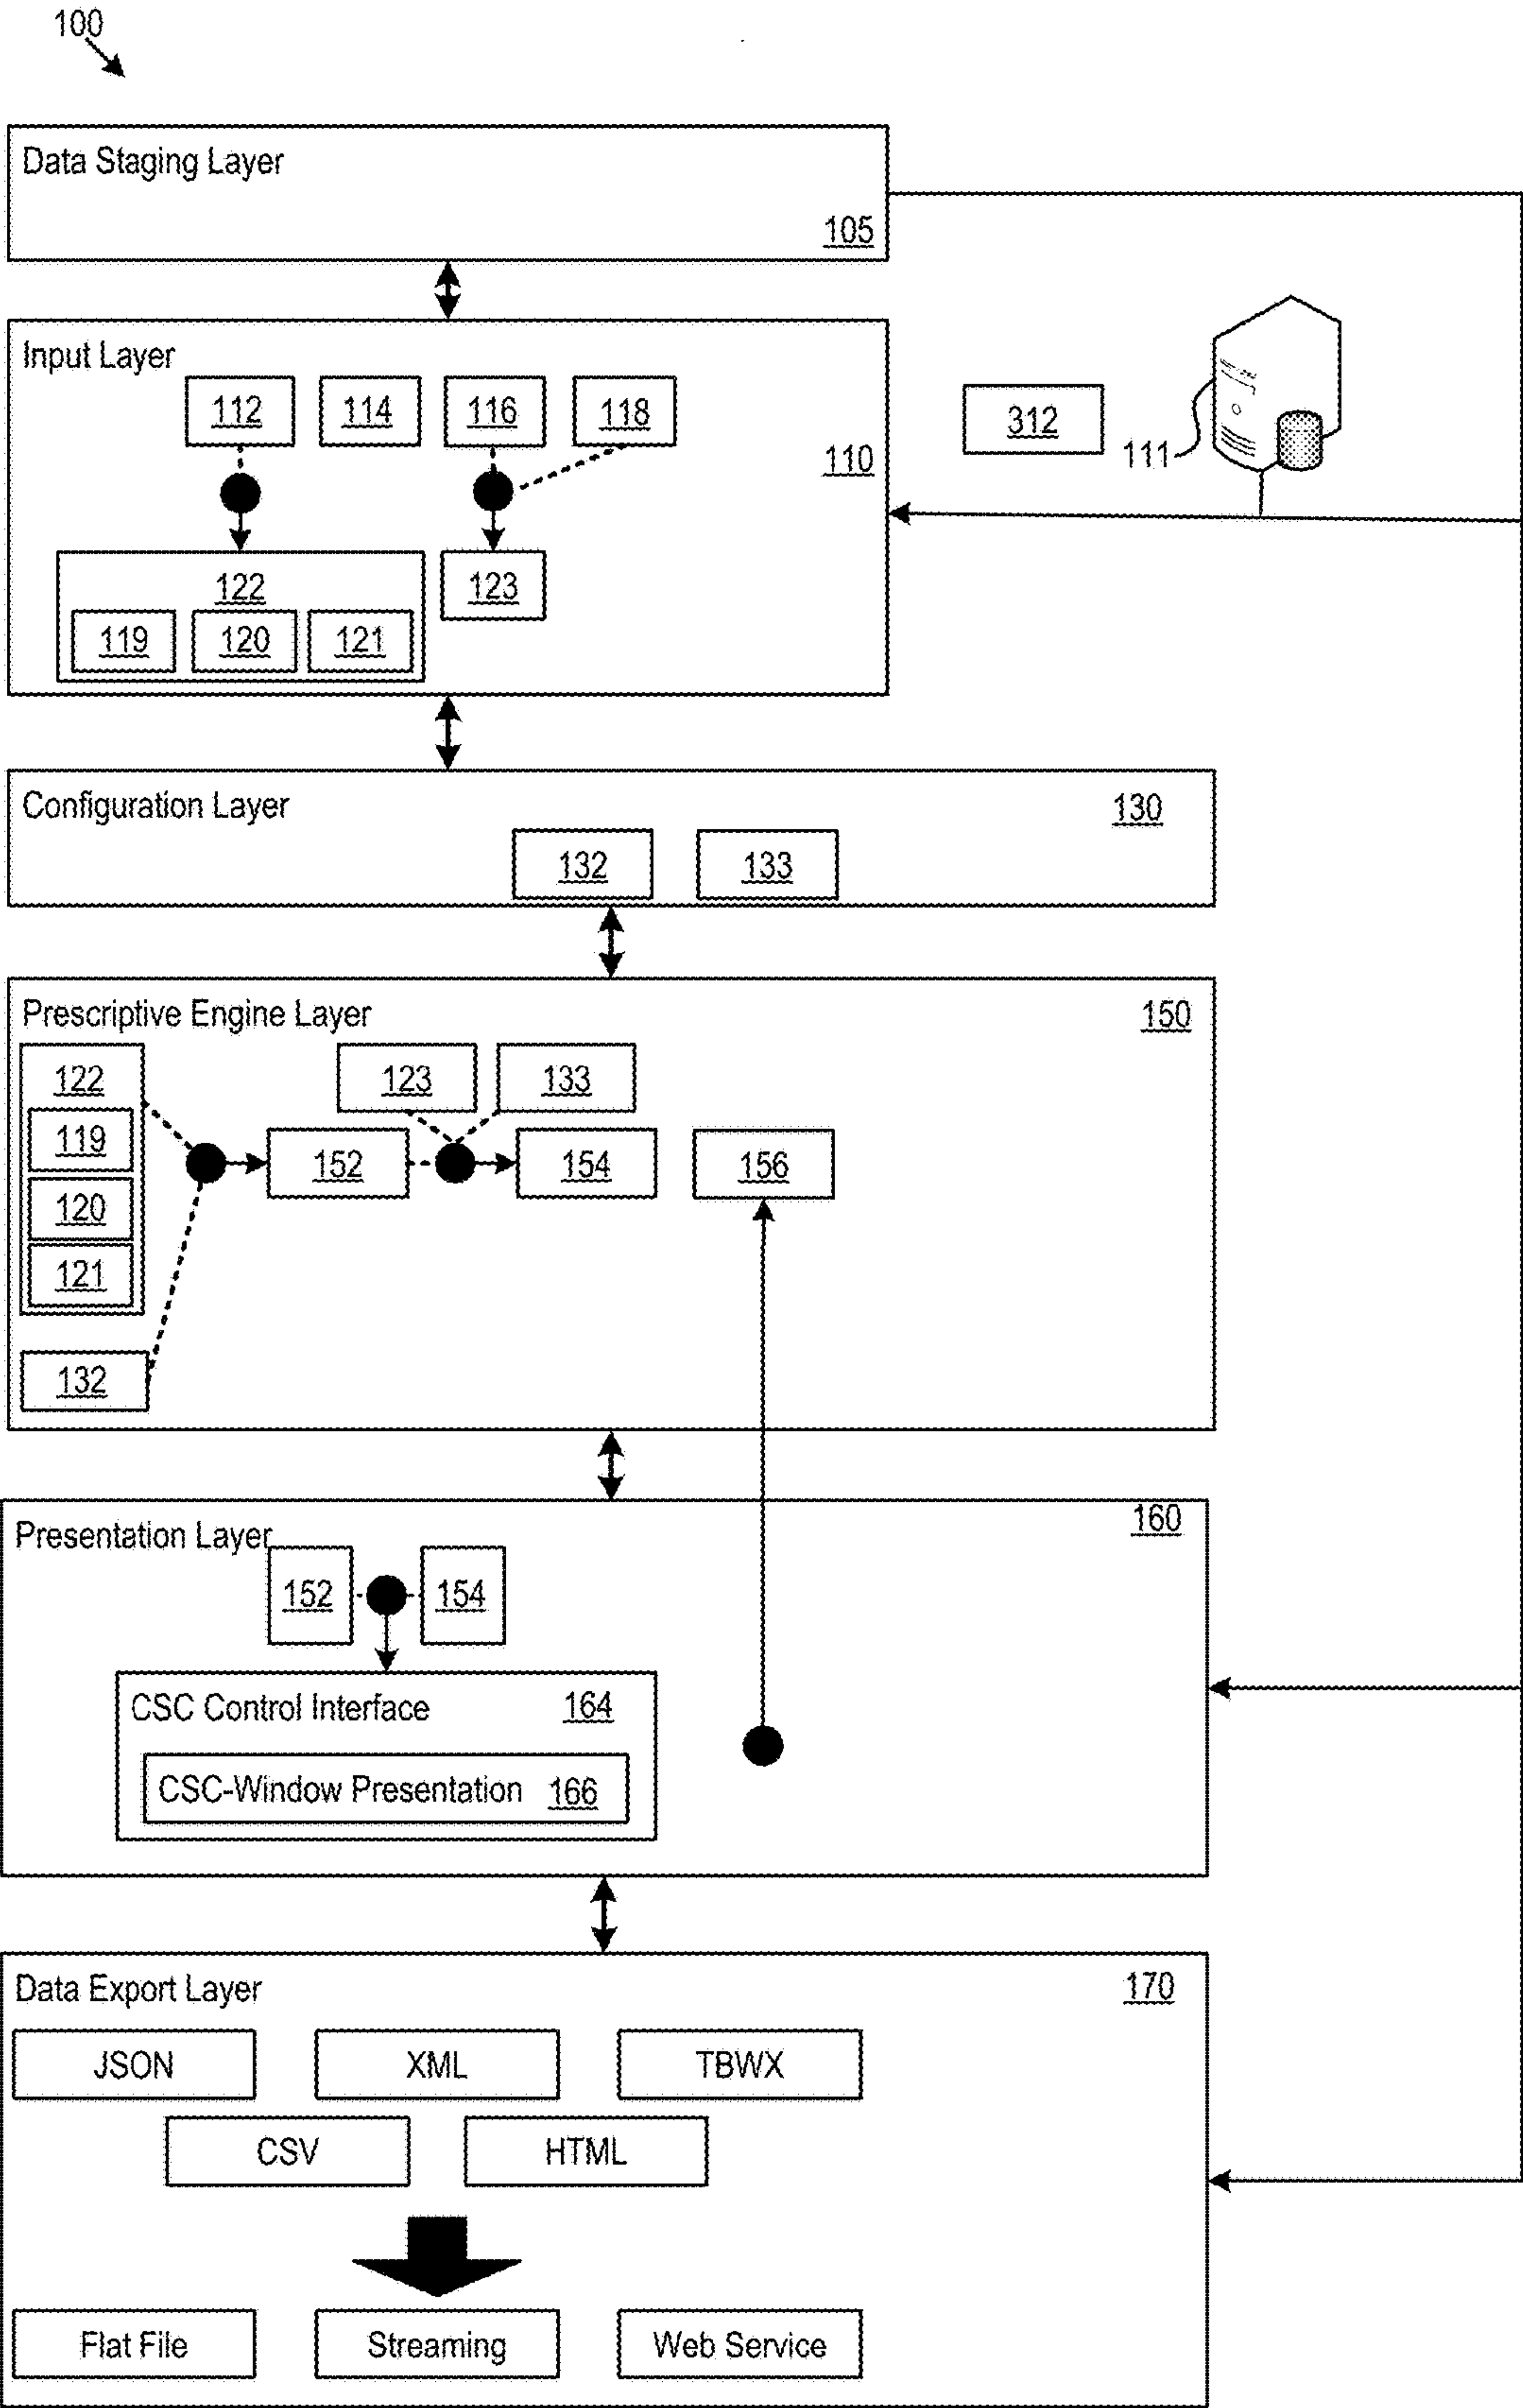 100
Data Staging Layer
105
Input Layer
112 114 116 118
110
312
111
122
123
119 120 121
Configuration Layer
130
132 133
Prescriptive Engine Layer
150
122
123 133
119
152 154 156
120
121
132
Presentation Layer
160
152 154
CSC Control Interface 164
CSC-Window Presentation 166
Data Export Layer
170
JSON XML TBWX
CSV HTML
Flat File Streaming Web Service